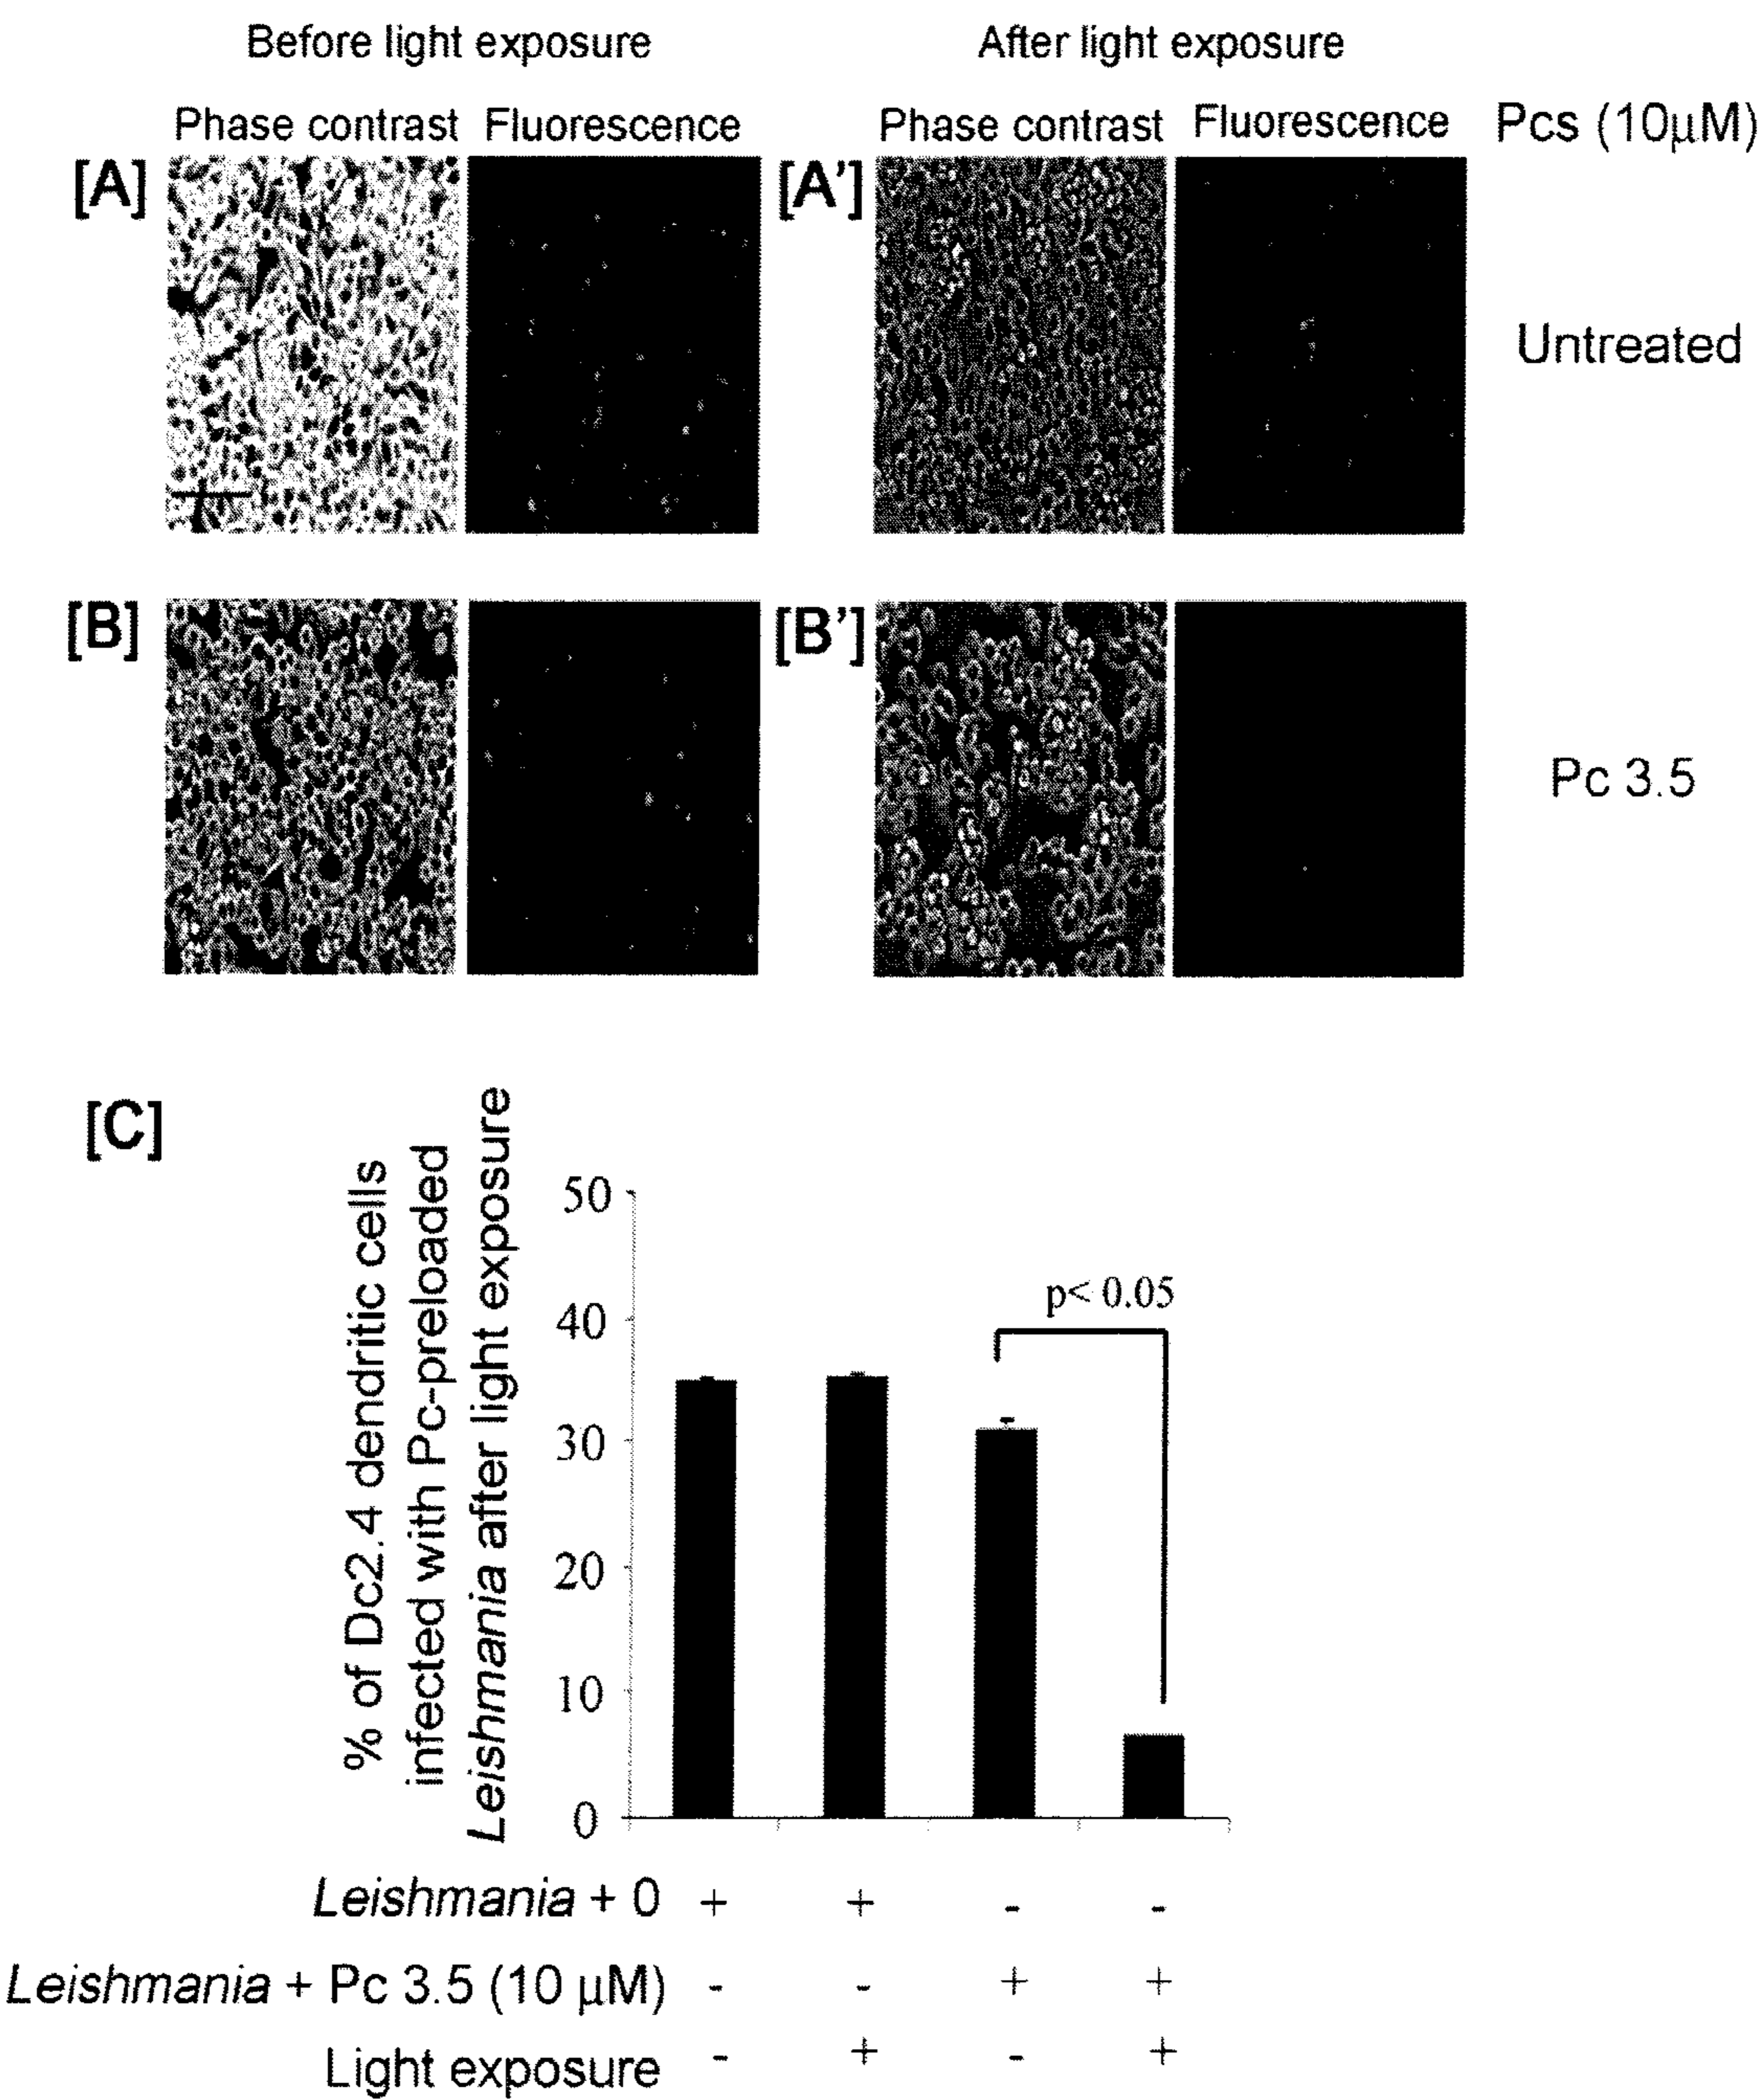 Before light exposure After light exposure
Phase contrast Fluorescence Phase contrast Fluorescence Pcs (10μM)
[A] [A’]
Untreated
[B] [B’]
Pc 3.5
[C]
% of Dc2.4 dendritic cells
infected with Pc-preloaded
Leishmania after light exposure
50
40
30
20
10
0
p< 0.05
Leishmania + 0 + + - -
Leishmania + Pc 3.5 (10 μM) - - + +
Light exposure - + - +